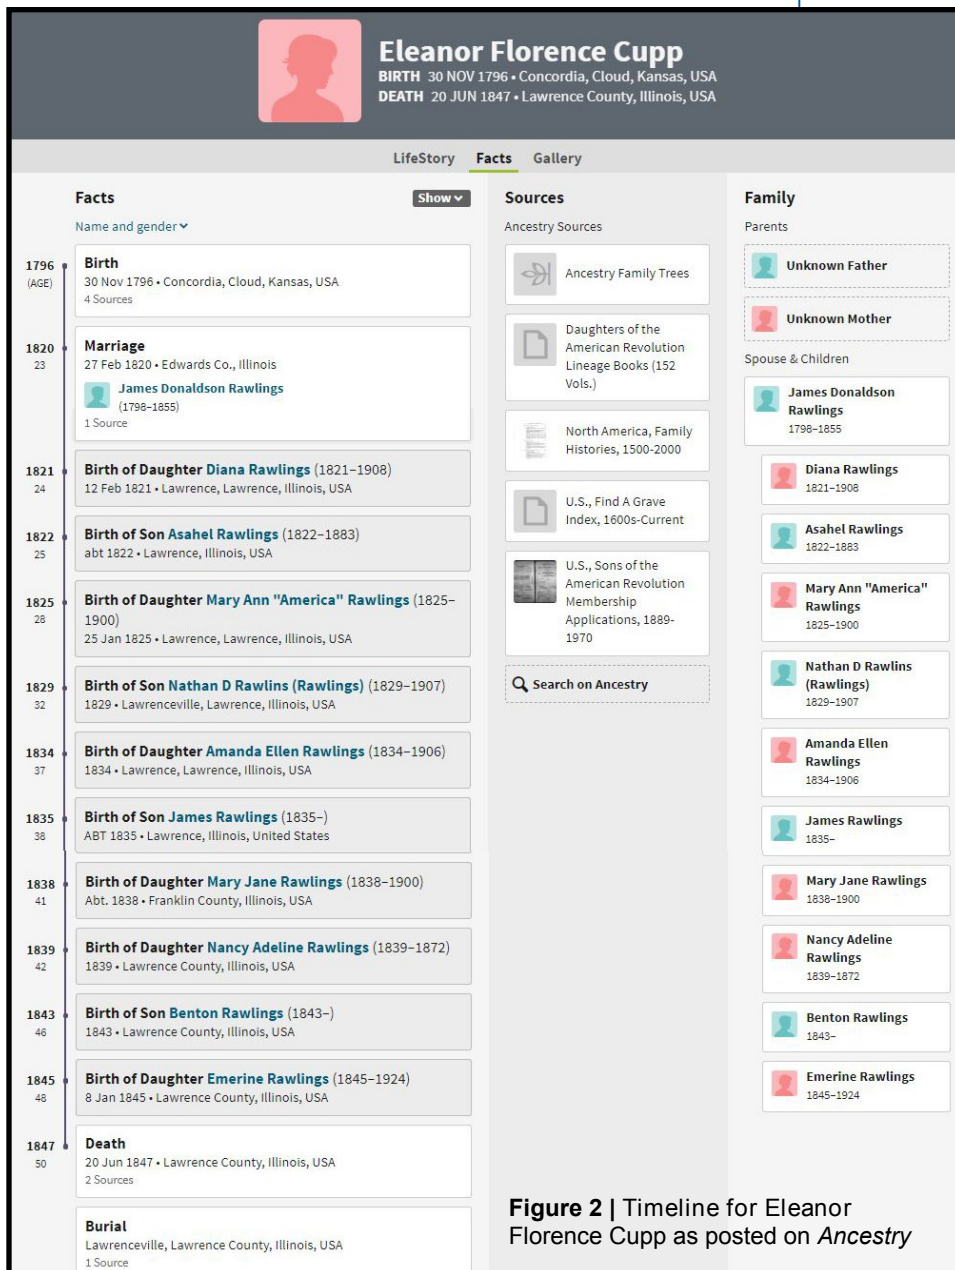 Eleanor Florence Cupp
BIRTH 30 NOV 1796 • Concordia, Cloud, Kansas, USA
DEATH 20 JUN 1847 • Lawrence County, Illinois, USA
LifeStory Facts Gallery
Facts
Show
Name and gender
1796
(AGE)
Birth
30 Nov 1796 • Concordia, Cloud, Kansas, USA
4 Sources
1820
23
Marriage
27 Feb 1820 • Edwards Co., Illinois
James Donaldson Rawlings
(1798–1855)
1 Source
1821
24
Birth of Daughter Diana Rawlings (1821–1908)
12 Feb 1821 • Lawrence, Lawrence, Illinois, USA
1822
25
Birth of Son Asahel Rawlings (1822–1883)
abt 1822 • Lawrence, Illinois, USA
1825
28
Birth of Daughter Mary Ann "America" Rawlings (1825–
1900)
25 Jan 1825 • Lawrence, Lawrence, Illinois, USA
1829
32
Birth of Son Nathan D Rawlins (Rawlings) (1829–1907)
1829 • Lawrenceville, Lawrence, Illinois, USA
1834
37
Birth of Daughter Amanda Ellen Rawlings (1834–1906)
1834 • Lawrence, Lawrence, Illinois, USA
1835
38
Birth of Son James Rawlings (1835–)
ABT 1835 • Lawrence, Illinois, United States
1838
41
Birth of Daughter Mary Jane Rawlings (1838–1900)
Abt. 1838 • Franklin County, Illinois, USA
1839
42
Birth of Daughter Nancy Adeline Rawlings (1839–1872)
1839 • Lawrence County, Illinois, USA
1843
46
Birth of Son Benton Rawlings (1843–)
1843 • Lawrence County, Illinois, USA
1845
48
Birth of Daughter Emerine Rawlings (1845–1924)
8 Jan 1845 • Lawrence County, Illinois, USA
1847
50
Death
20 Jun 1847 • Lawrence County, Illinois, USA
2 Sources
Burial
Lawrenceville, Lawrence County, Illinois, USA
1 Source
Sources
Ancestry Sources
Ancestry Family Trees
Daughters of the
American Revolution
Lineage Books (152
Vols.)
North America, Family
Histories, 1500-2000
U.S., Find A Grave
Index, 1600s-Current
U.S., Sons of the
American Revolution
Membership
Applications, 1889-
1970
Search on Ancestry
Family
Parents
Unknown Father
Unknown Mother
Spouse & Children
James Donaldson
Rawlings
1798–1855
Diana Rawlings
1821–1908
Asahel Rawlings
1822–1883
Mary Ann "America"
Rawlings
1825–1900
Nathan D Rawlins
(Rawlings)
1829–1907
Amanda Ellen
Rawlings
1834–1906
James Rawlings
1835–
Mary Jane Rawlings
1838–1900
Nancy Adeline
Rawlings
1839–1872
Benton Rawlings
1843–
Emerine Rawlings
1845–1924
Figure 2 | Timeline for Eleanor
Florence Cupp as posted on Ancestry